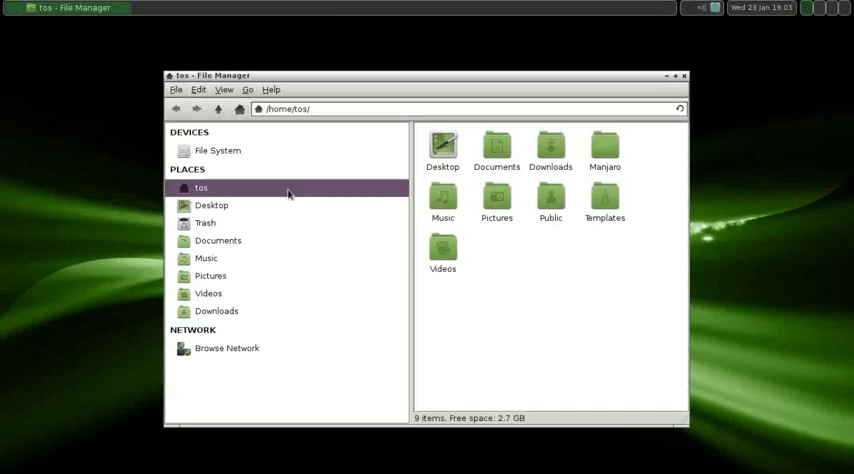 tos - File Manager
Wed 23 Jan 19:03
tos - File Manager
File Edit View Go Help
/home/tos/
DEVICES
File System
PLACES
tos
Desktop
Trash
Documents
Music
Pictures
Videos
Downloads
NETWORK
Browse Network
Desktop Documents Downloads Manjaro
Music Pictures Public Templates
Videos
9 items, Free space: 2.7 GB